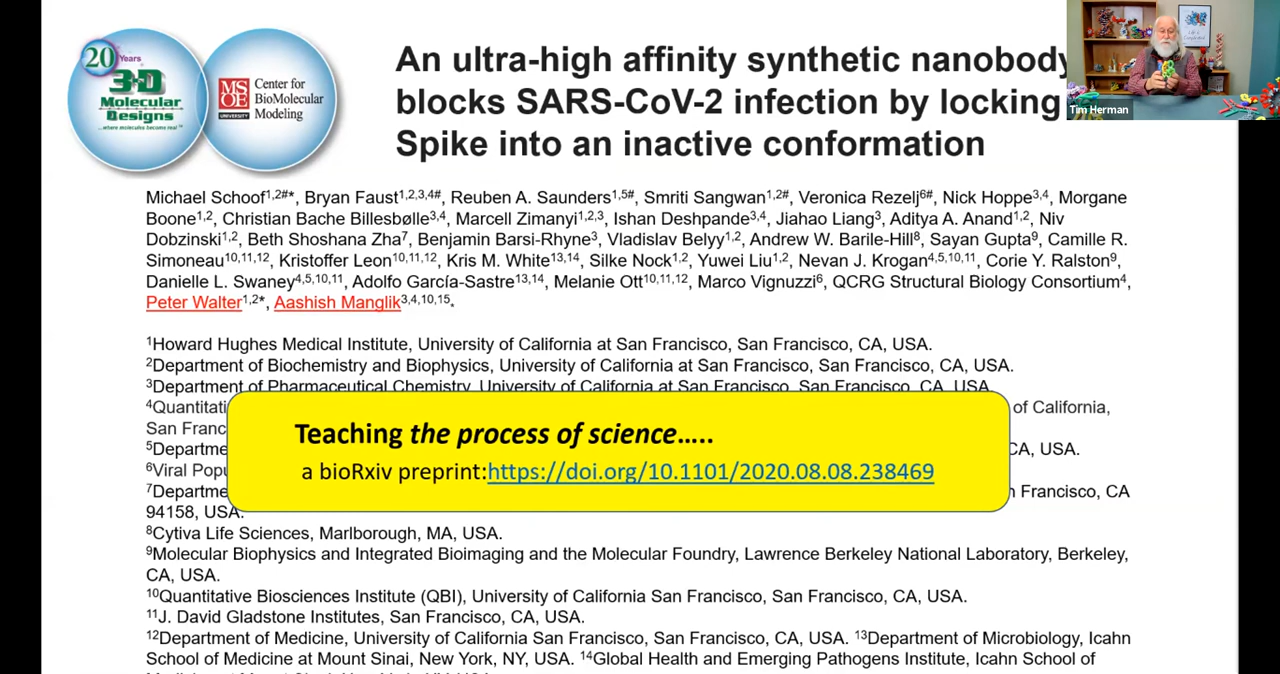 20 Years
3-D
Molecular
Designs
...where molecules become real™
MSOE
UNIVERSITY
Center for
BioMolecular
Modeling
An ultra-high affinity synthetic nanobody
blocks SARS-CoV-2 infection by locking
Spike into an inactive conformation
Tim Herman
Michael Schoof1,2#*, Bryan Faust1,2,3,4#, Reuben A. Saunders1,5#, Smriti Sangwan1,2#, Veronica Rezelj6#, Nick Hoppe3,4, Morgane
Boone1,2, Christian Bache Billesbølle3,4, Marcell Zimanyi1,2,3, Ishan Deshpande3,4, Jiahao Liang3, Aditya A. Anand1,2, Niv
Dobzinski1,2, Beth Shoshana Zha7, Benjamin Barsi-Rhyne3, Vladislav Belyy1,2, Andrew W. Barile-Hill8, Sayan Gupta9, Camille R.
Simoneau10,11,12, Kristoffer Leon10,11,12, Kris M. White13,14, Silke Nock1,2, Yuwei Liu1,2, Nevan J. Krogan4,5,10,11, Corie Y. Ralston9,
Danielle L. Swaney4,5,10,11, Adolfo García-Sastre13,14, Melanie Ott10,11,12, Marco Vignuzzi6, QCRG Structural Biology Consortium4,
Peter Walter1,2*, Aashish Manglik3,4,10,15*
1Howard Hughes Medical Institute, University of California at San Francisco, San Francisco, CA, USA.
2Department of Biochemistry and Biophysics, University of California at San Francisco, San Francisco, CA, USA.
3Department of Pharmaceutical Chemistry, University of California at San Francisco, San Francisco, CA, USA.
4Quantitati of California,
San Franc
5Departme CA, USA.
6Viral Popu
7Departme Francisco, CA
94158, USA.
Teaching the process of science.....
a bioRxiv preprint:https://doi.org/10.1101/2020.08.08.238469
8Cytiva Life Sciences, Marlborough, MA, USA.
9Molecular Biophysics and Integrated Bioimaging and the Molecular Foundry, Lawrence Berkeley National Laboratory, Berkeley,
CA, USA.
10Quantitative Biosciences Institute (QBI), University of California San Francisco, San Francisco, CA, USA.
11J. David Gladstone Institutes, San Francisco, CA, USA.
12Department of Medicine, University of California San Francisco, San Francisco, CA, USA. 13Department of Microbiology, Icahn
School of Medicine at Mount Sinai, New York, NY, USA. 14Global Health and Emerging Pathogens Institute, Icahn School of